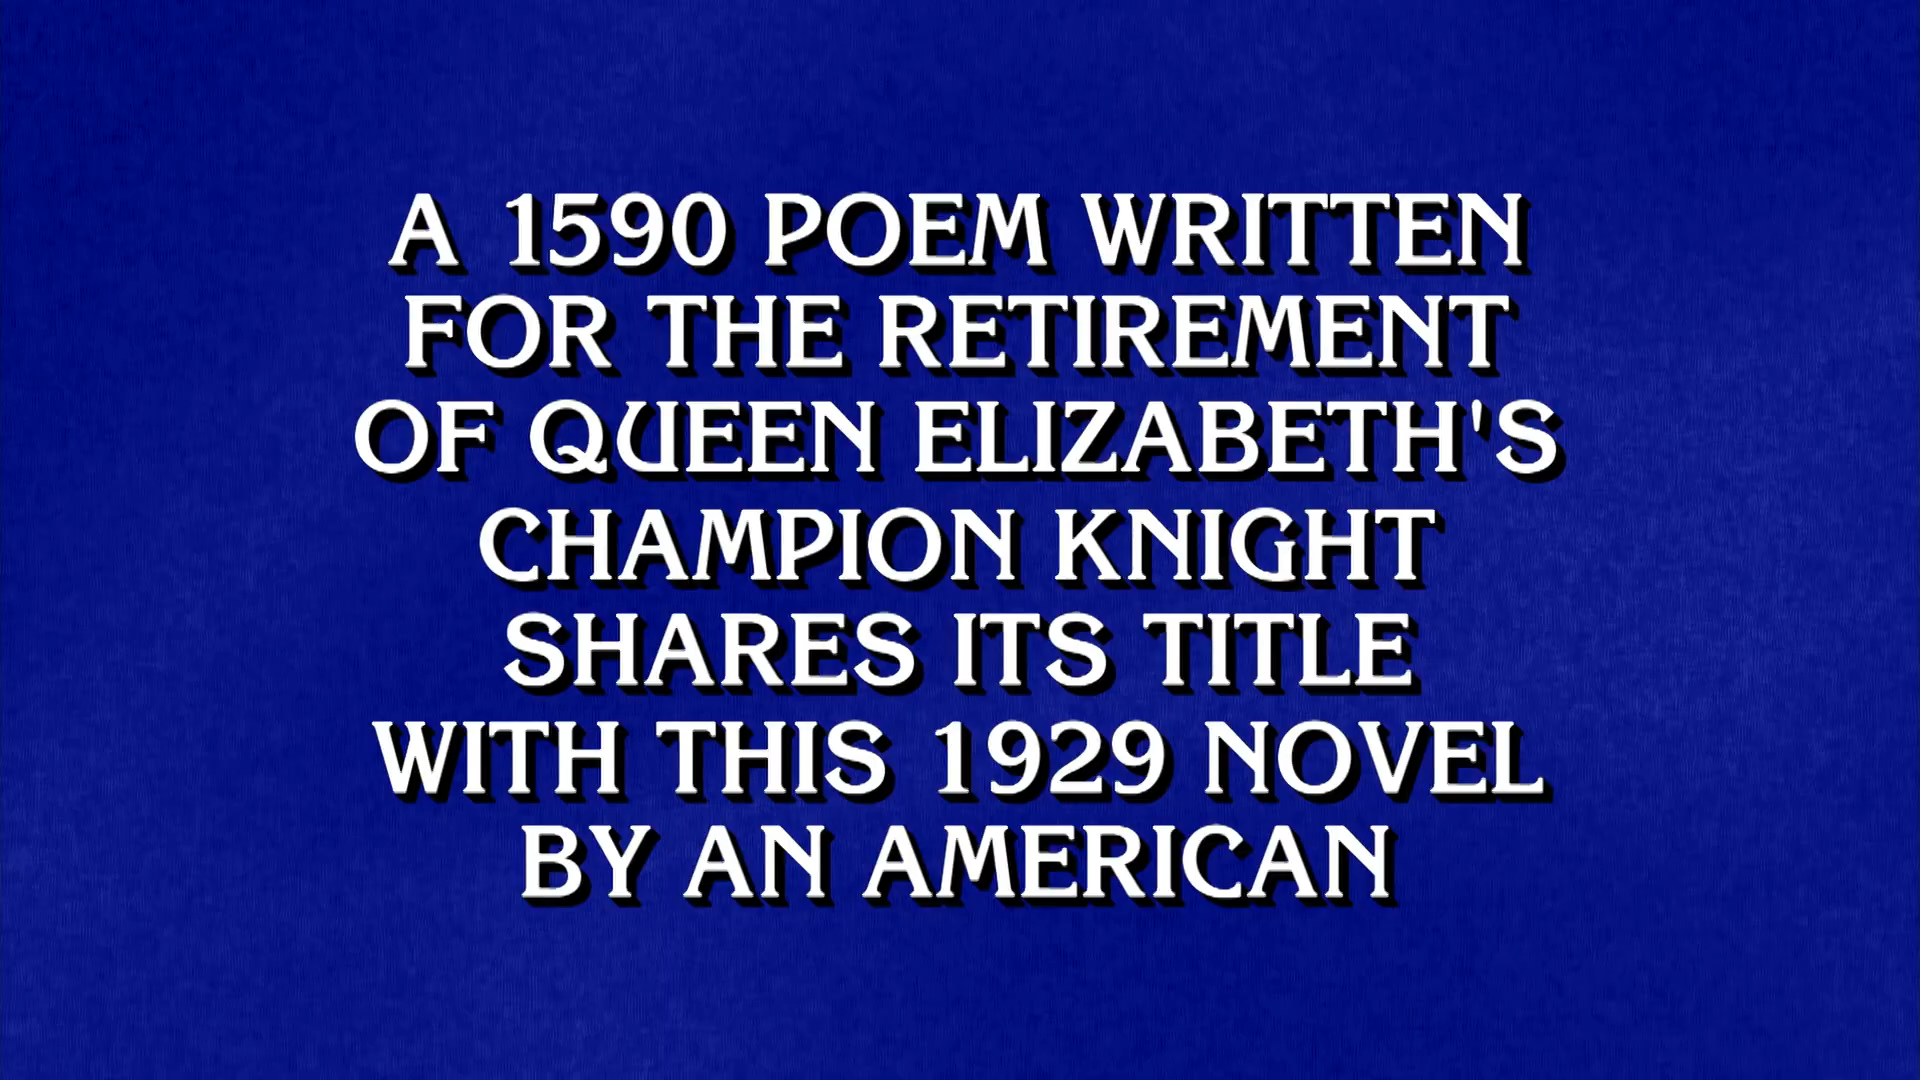 A 1590 POEM WRITTEN
FOR THE RETIREMENT
OF QUEEN ELIZABETH'S
CHAMPION KNIGHT
SHARES ITS TITLE
WITH THIS 1929 NOVEL
BY AN AMERICAN